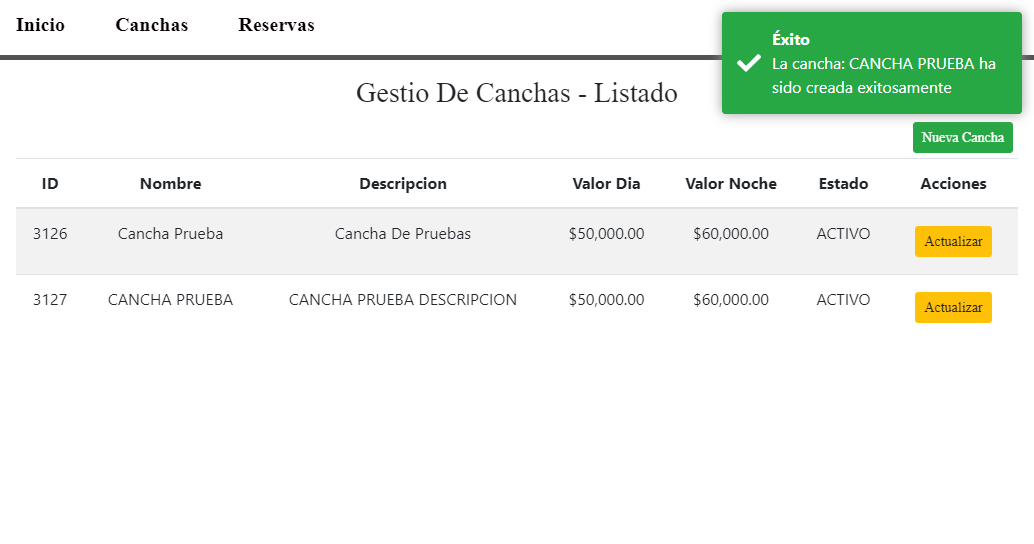 Inicio Canchas Reservas
Éxito
La cancha: CANCHA PRUEBA ha
sido creada exitosamente
Gestio De Canchas - Listado
Nueva Cancha
ID Nombre Descripcion Valor Dia Valor Noche Estado Acciones
3126 Cancha Prueba Cancha De Pruebas $50,000.00 $60,000.00 ACTIVO Actualizar
3127 CANCHA PRUEBA CANCHA PRUEBA DESCRIPCION $50,000.00 $60,000.00 ACTIVO Actualizar